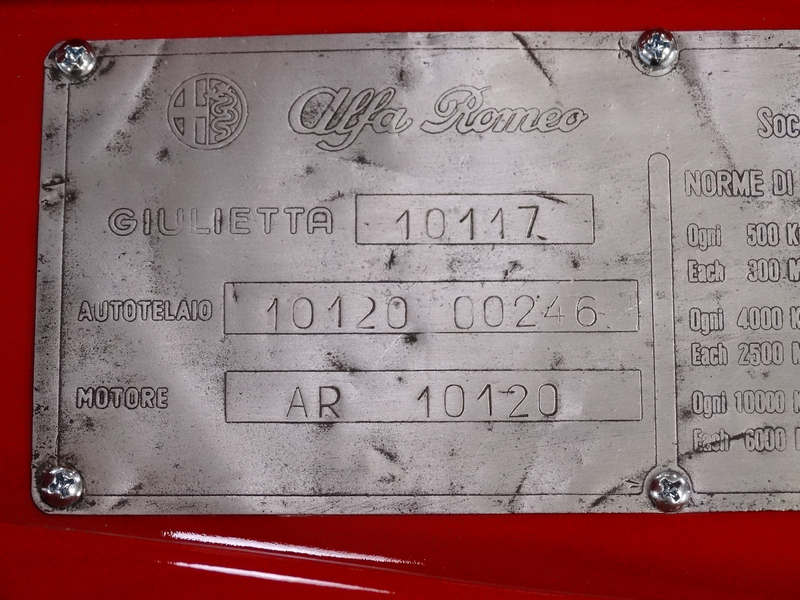 Alfa Romeo
GIULIETTA 10117
AUTOTELAIO 10120 00246
MOTORE AR 10120
Soc
NORME DI
Ogni 500 K
Each 300 M
Ogni 4000 K
Each 2500 M
Ogni 10000 K
Each 6000